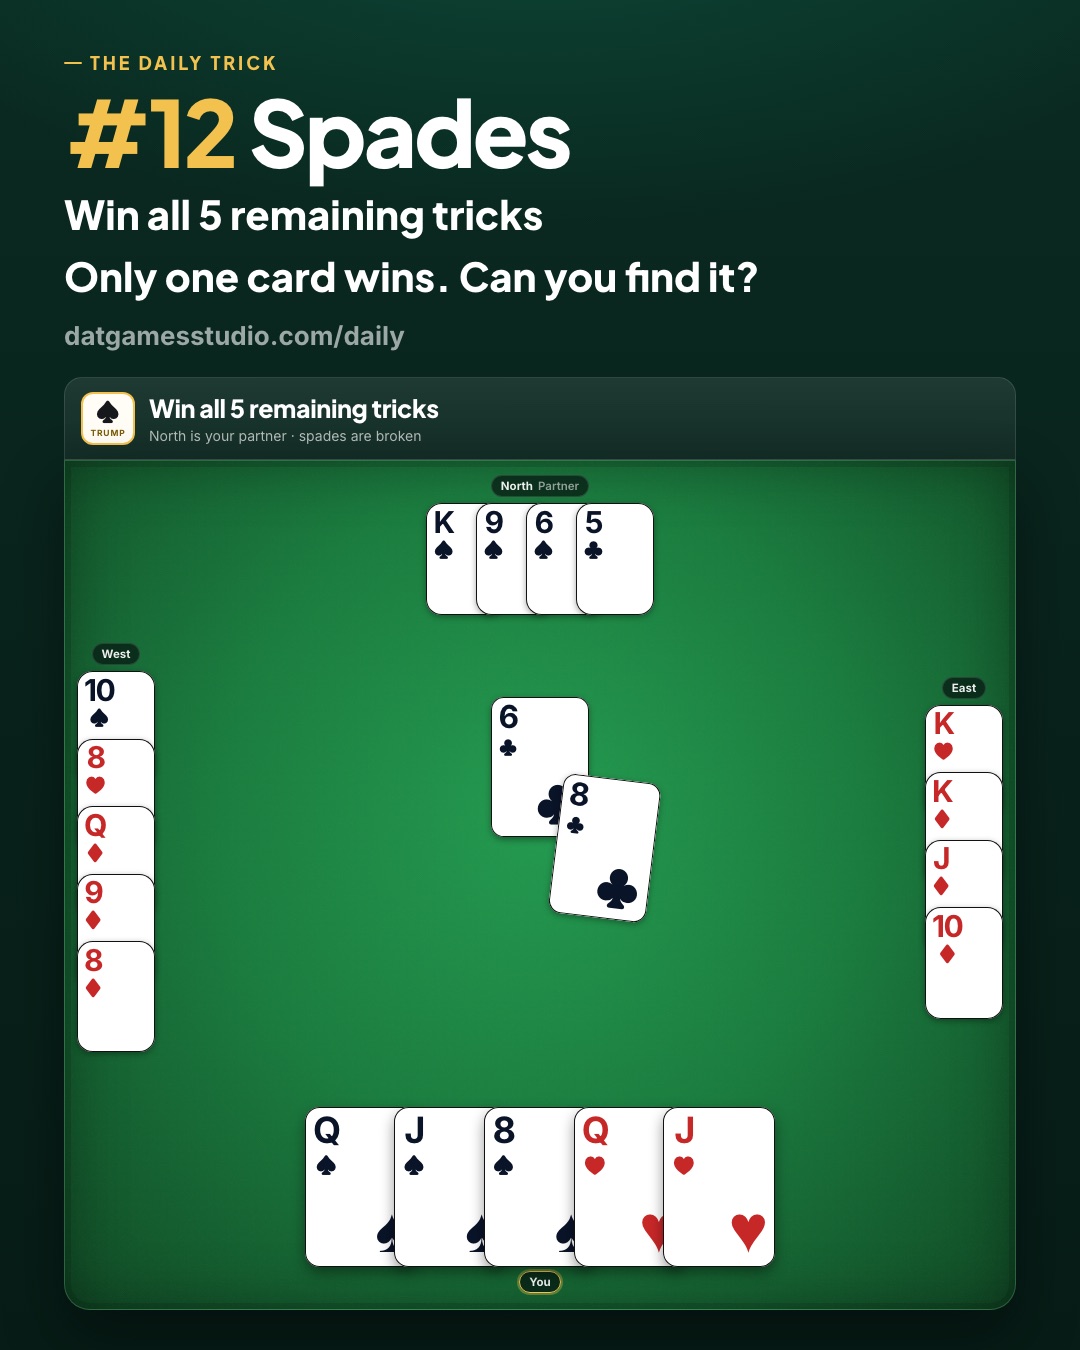 — THE DAILY TRICK
#12 Spades
Win all 5 remaining tricks
Only one card wins. Can you find it?
datgamesstudio.com/daily
TRUMP
Win all 5 remaining tricks
North is your partner · spades are broken
North Partner
K 9 6 5
West
10
8
Q
9
8
6
8
East
K
K
J
10
Q J 8 Q J
You